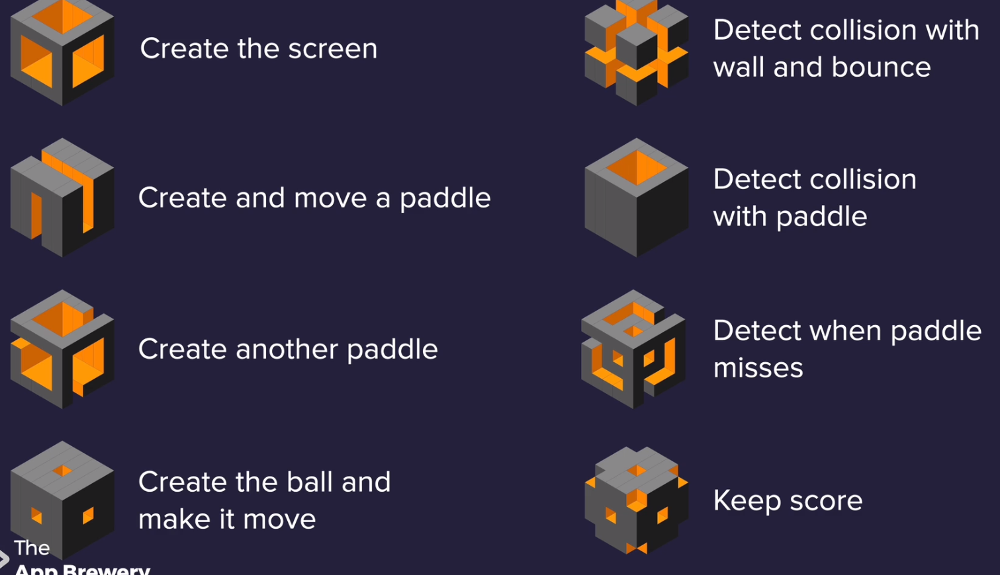 Create the screen
Create and move a paddle
Create another paddle
Create the ball and
make it move
Detect collision with
wall and bounce
Detect collision
with paddle
Detect when paddle
misses
Keep score
The
App Brewery